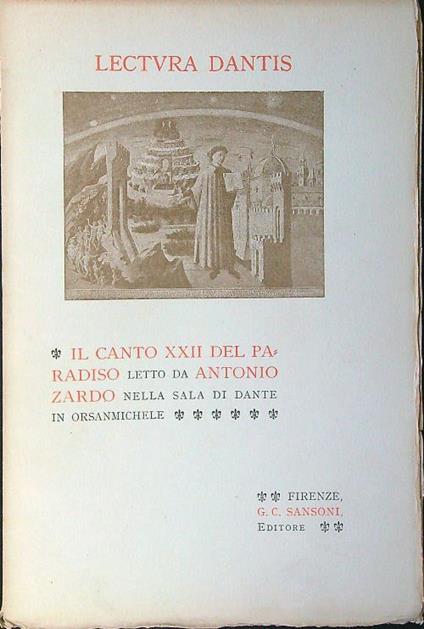 LECTVRA DANTIS
⚜ IL CANTO XXII DEL PA-
RADISO LETTO DA ANTONIO
ZARDO NELLA SALA DI DANTE
IN ORSANMICHELE ⚜ ⚜ ⚜ ⚜ ⚜ ⚜
⚜ ⚜ FIRENZE,
G. C. SANSONI,
EDITORE ⚜ ⚜